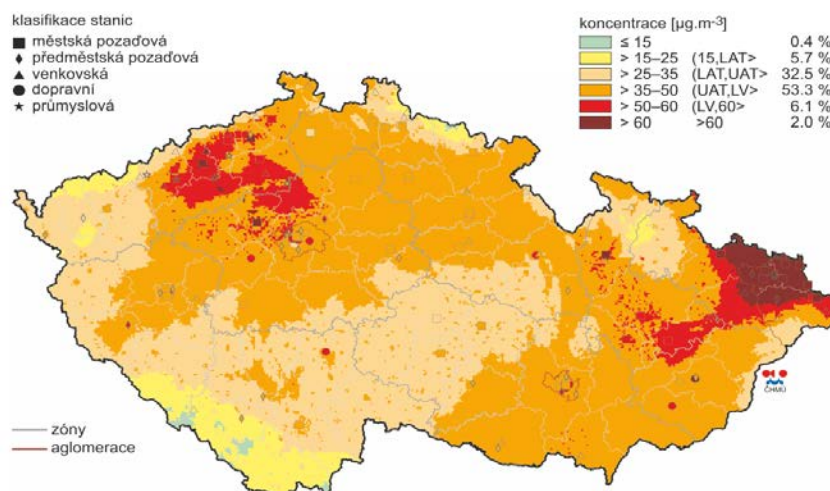 klasifikace stanic
městská pozaďová
předměstská pozaďová
venkovská
dopravní
průmyslová
koncentrace [µg.m-³]
≤ 15 0.4 %
> 15–25 (15,LAT> 5.7 %
> 25–35 (LAT,UAT> 32.5 %
> 35–50 (UAT,LV> 53.3 %
> 50–60 (LV,60> 6.1 %
> 60 >60 2.0 %
ČHMÚ
zóny
aglomerace